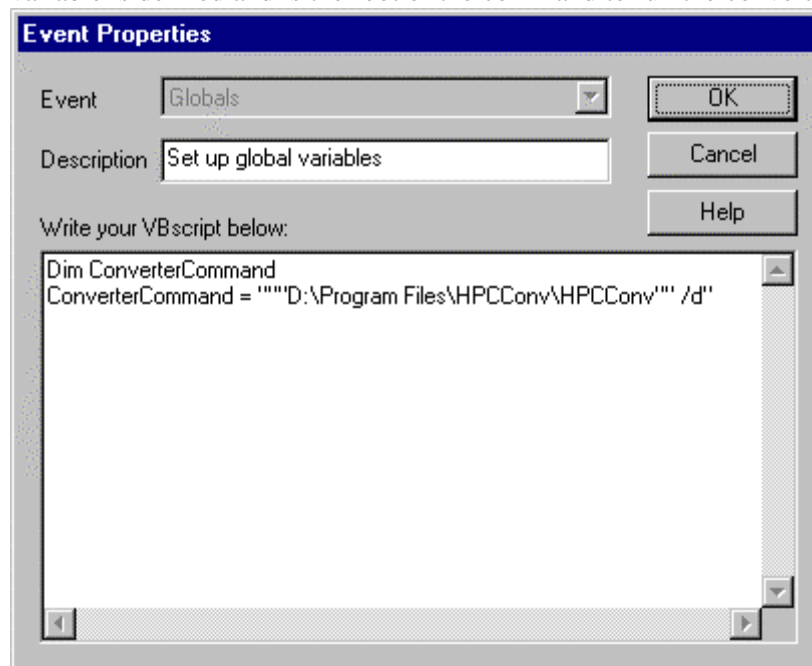 Event Properties
Event Globals OK
Description Set up global variables Cancel
Help
Write your VBscript below:
Dim ConverterCommand
ConverterCommand = """D:\Program Files\HPCConv\HPCConv"" /d"